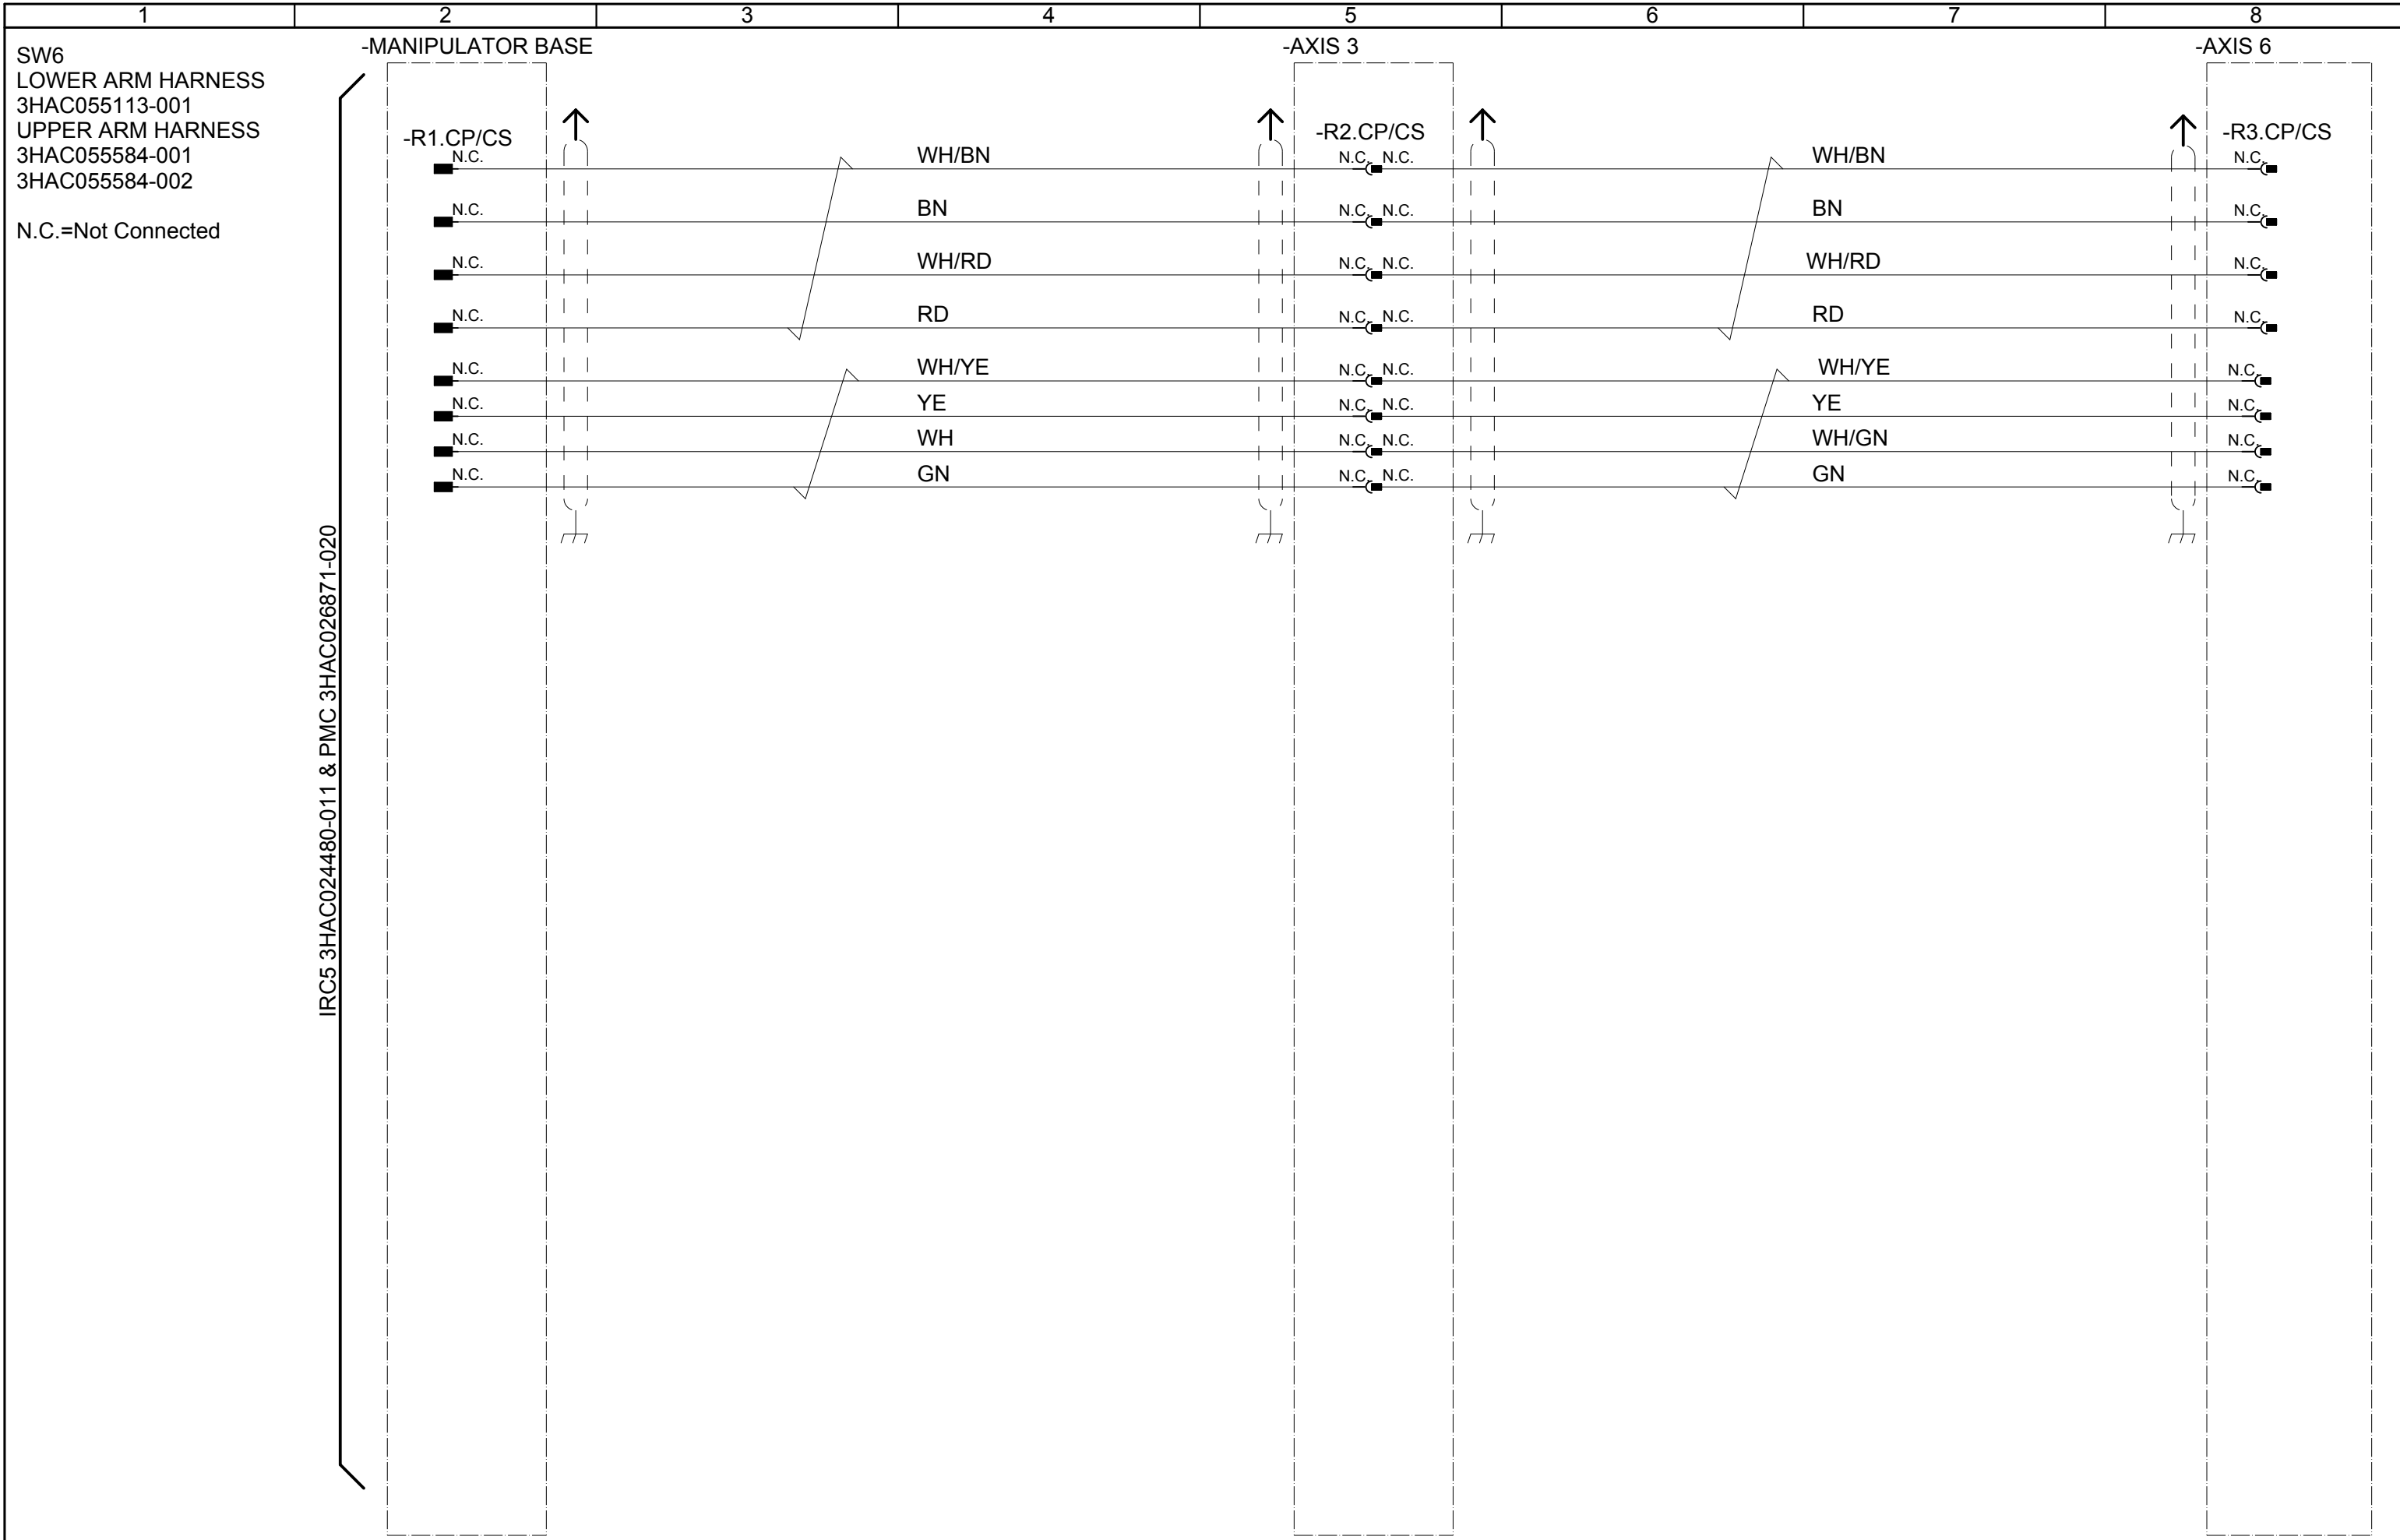 1 2 3 4 5 6 7 8
SW6
LOWER ARM HARNESS
3HAC055113-001
UPPER ARM HARNESS
3HAC055584-001
3HAC055584-002
N.C.=Not Connected
IRC5 3HAC024480-011 & PMC 3HAC026871-020
-MANIPULATOR BASE -AXIS 3 -AXIS 6
-R1.CP/CS -R2.CP/CS -R3.CP/CS
N.C. WH/BN N.C. N.C. WH/BN N.C.
N.C. BN N.C. N.C. BN N.C.
N.C. WH/RD N.C. N.C. WH/RD N.C.
N.C. RD N.C. N.C. RD N.C.
N.C. WH/YE N.C. N.C. WH/YE N.C.
N.C. YE N.C. N.C. YE N.C.
N.C. WH N.C. N.C. WH/GN N.C.
N.C. GN N.C. N.C. GN N.C.